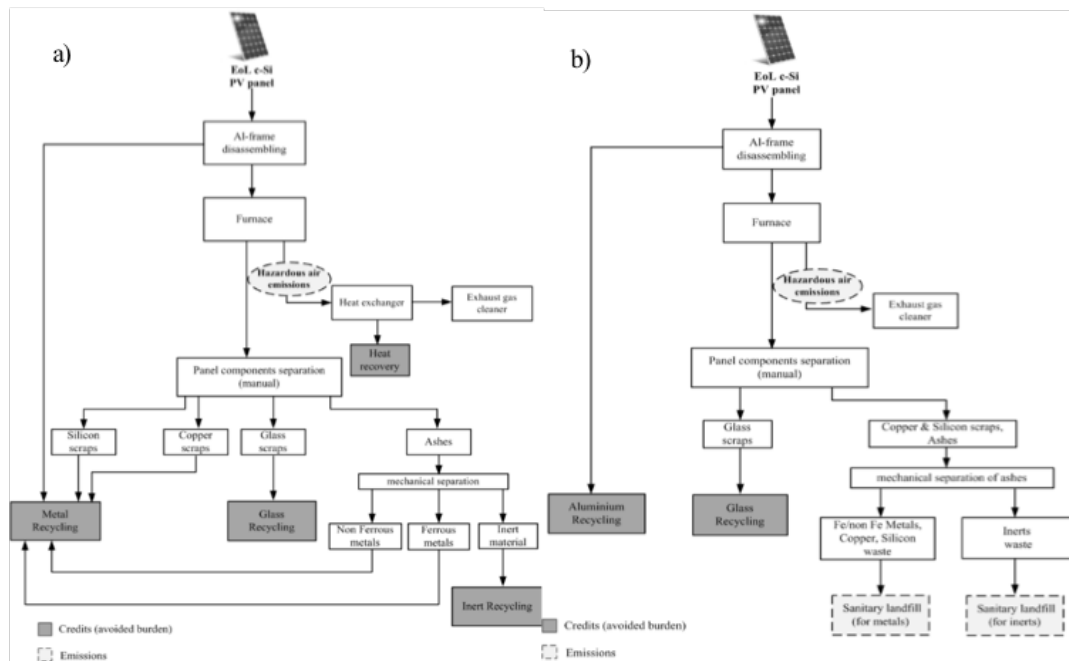 a)
EoL c-Si
PV panel
Al-frame
disassembling
Furnace
Hazardous air
emissions
Heat exchanger
Exhaust gas
cleaner
Heat
recovery
Panel components separation
(manual)
Silicon
scraps
Copper
scraps
Glass
scraps
Ashes
mechanical separation
Metal
Recycling
Glass
Recycling
Non Ferrous
metals
Ferrous
metals
Inert
material
Inert Recycling
Credits (avoided burden)
Emissions
b)
EoL c-Si
PV panel
Al-frame
disassembling
Furnace
Hazardous air
emissions
Exhaust gas
cleaner
Panel components separation
(manual)
Glass
scraps
Copper & Silicon scraps,
Ashes
mechanical separation of ashes
Aluminium
Recycling
Glass
Recycling
Fe/non Fe Metals,
Copper, Silicon
waste
Inerts
waste
Sanitary landfill
(for metals)
Sanitary landfill
(for inerts)
Credits (avoided burden)
Emissions